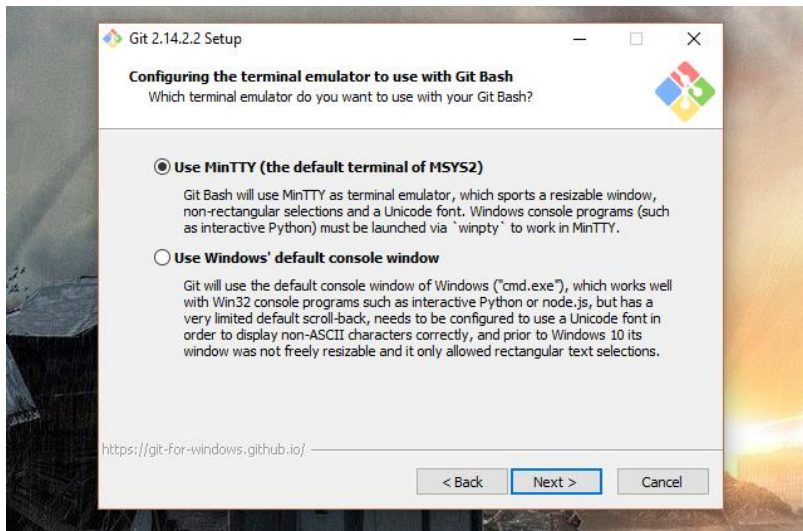 Git 2.14.2.2 Setup
Configuring the terminal emulator to use with Git Bash
Which terminal emulator do you want to use with your Git Bash?
Use MinTTY (the default terminal of MSYS2)
Git Bash will use MinTTY as terminal emulator, which sports a resizable window,
non-rectangular selections and a Unicode font. Windows console programs (such
as interactive Python) must be launched via `winpty` to work in MinTTY.
Use Windows' default console window
Git will use the default console window of Windows ("cmd.exe"), which works well
with Win32 console programs such as interactive Python or node.js, but has a
very limited default scroll-back, needs to be configured to use a Unicode font in
order to display non-ASCII characters correctly, and prior to Windows 10 its
window was not freely resizable and it only allowed rectangular text selections.
https://git-for-windows.github.io/
< Back Next > Cancel